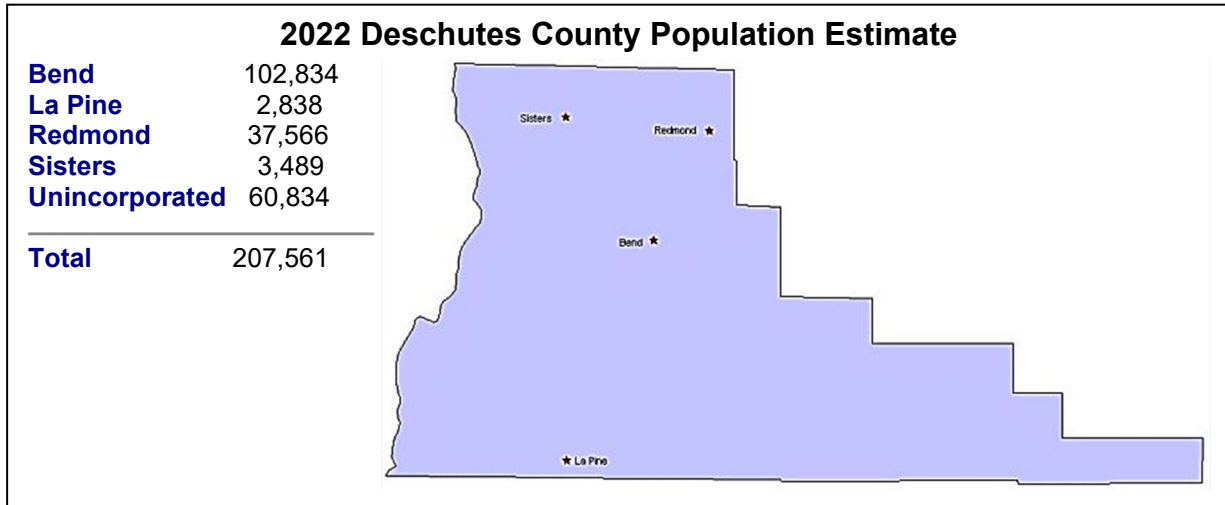 2022 Deschutes County Population Estimate
Bend 102,834
La Pine 2,838
Redmond 37,566
Sisters 3,489
Unincorporated 60,834
Total 207,561
Sisters
Redmond
Bend
La Pine